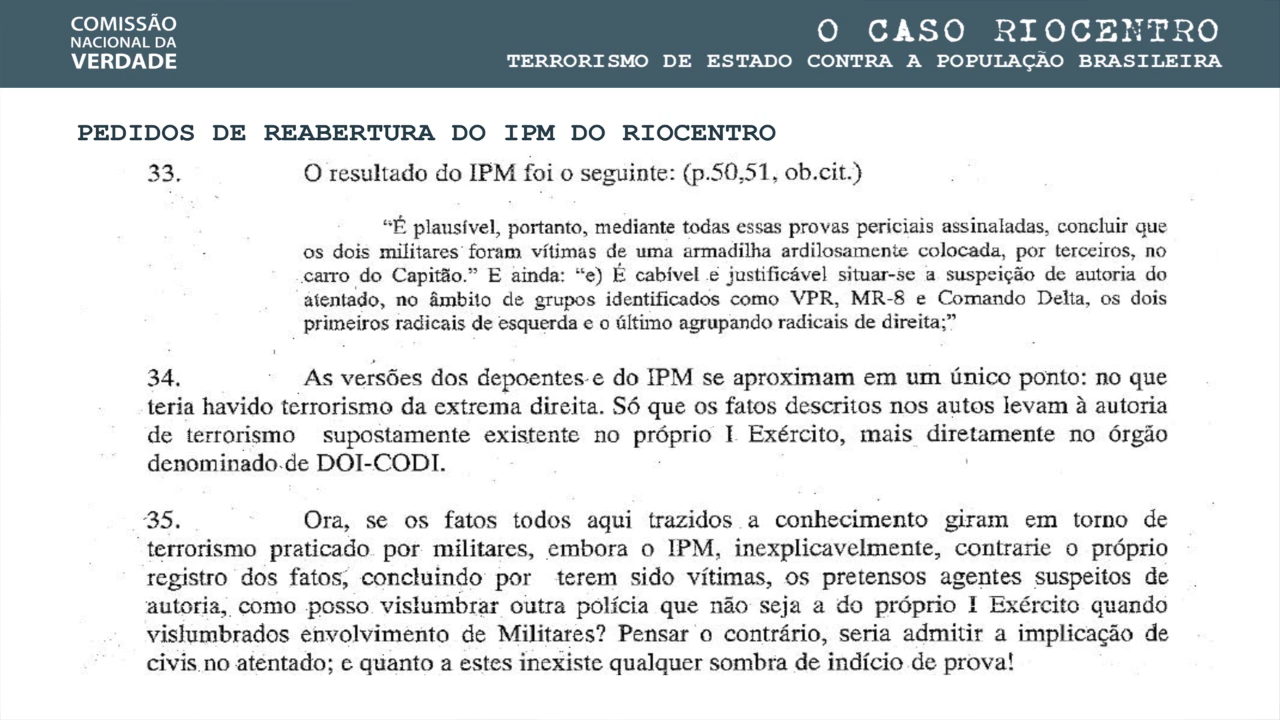 COMISSÃO
NACIONAL DA
VERDADE
O CASO RIOCENTRO
TERRORISMO DE ESTADO CONTRA A POPULAÇÃO BRASILEIRA
PEDIDOS DE REABERTURA DO IPM DO RIOCENTRO
33. O resultado do IPM foi o seguinte: (p.50,51, ob.cit.)
“É plausível, portanto, mediante todas essas provas periciais assinaladas, concluir que
os dois militares foram vítimas de uma armadilha ardilosamente colocada, por terceiros, no
carro do Capitão.” E ainda: “e) É cabível e justificável situar-se a suspeição de autoria do
atentado, no âmbito de grupos identificados como VPR, MR-8 e Comando Delta, os dois
primeiros radicais de esquerda e o último agrupando radicais de direita;”
34. As versões dos depoentes e do IPM se aproximam em um único ponto: no que
teria havido terrorismo da extrema direita. Só que os fatos descritos nos autos levam à autoria
de terrorismo supostamente existente no próprio I Exército, mais diretamente no órgão
denominado de DOI-CODI.
35. Ora, se os fatos todos aqui trazidos a conhecimento giram em torno de
terrorismo praticado por militares, embora o IPM, inexplicavelmente, contrarie o próprio
registro dos fatos, concluindo por terem sido vítimas, os pretensos agentes suspeitos de
autoria, como posso vislumbrar outra polícia que não seja a do próprio I Exército quando
vislumbrados envolvimento de Militares? Pensar o contrário, seria admitir a implicação de
civis no atentado; e quanto a estes inexiste qualquer sombra de indício de prova!